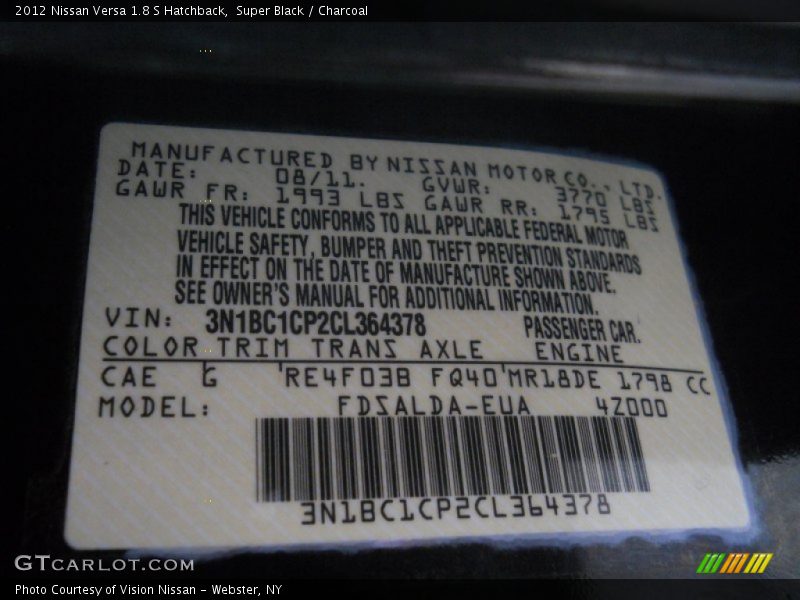 2012 Nissan Versa 1.8 S Hatchback,  Super Black / Charcoal
MANUFACTURED BY NISSAN MOTOR CO., LTD.
DATE: 08/11. GVWR: 3770 LBS
GAWR FR: 1993 LBS GAWR RR: 1795 LBS
THIS VEHICLE CONFORMS TO ALL APPLICABLE FEDERAL MOTOR
VEHICLE SAFETY, BUMPER AND THEFT PREVENTION STANDARDS
IN EFFECT ON THE DATE OF MANUFACTURE SHOWN ABOVE.
SEE OWNER'S MANUAL FOR ADDITIONAL INFORMATION.
VIN: 3N1BC1CP2CL364378 PASSENGER CAR.
COLOR TRIM TRANS AXLE ENGINE
CAE G 'RE4F03B FQ40'MR18DE 1798 CC
MODEL: FDSALDA-EUA 4Z000
3N1BC1CP2CL364378
GTCARLOT.COM
Photo Courtesy of Vision Nissan – Webster, NY